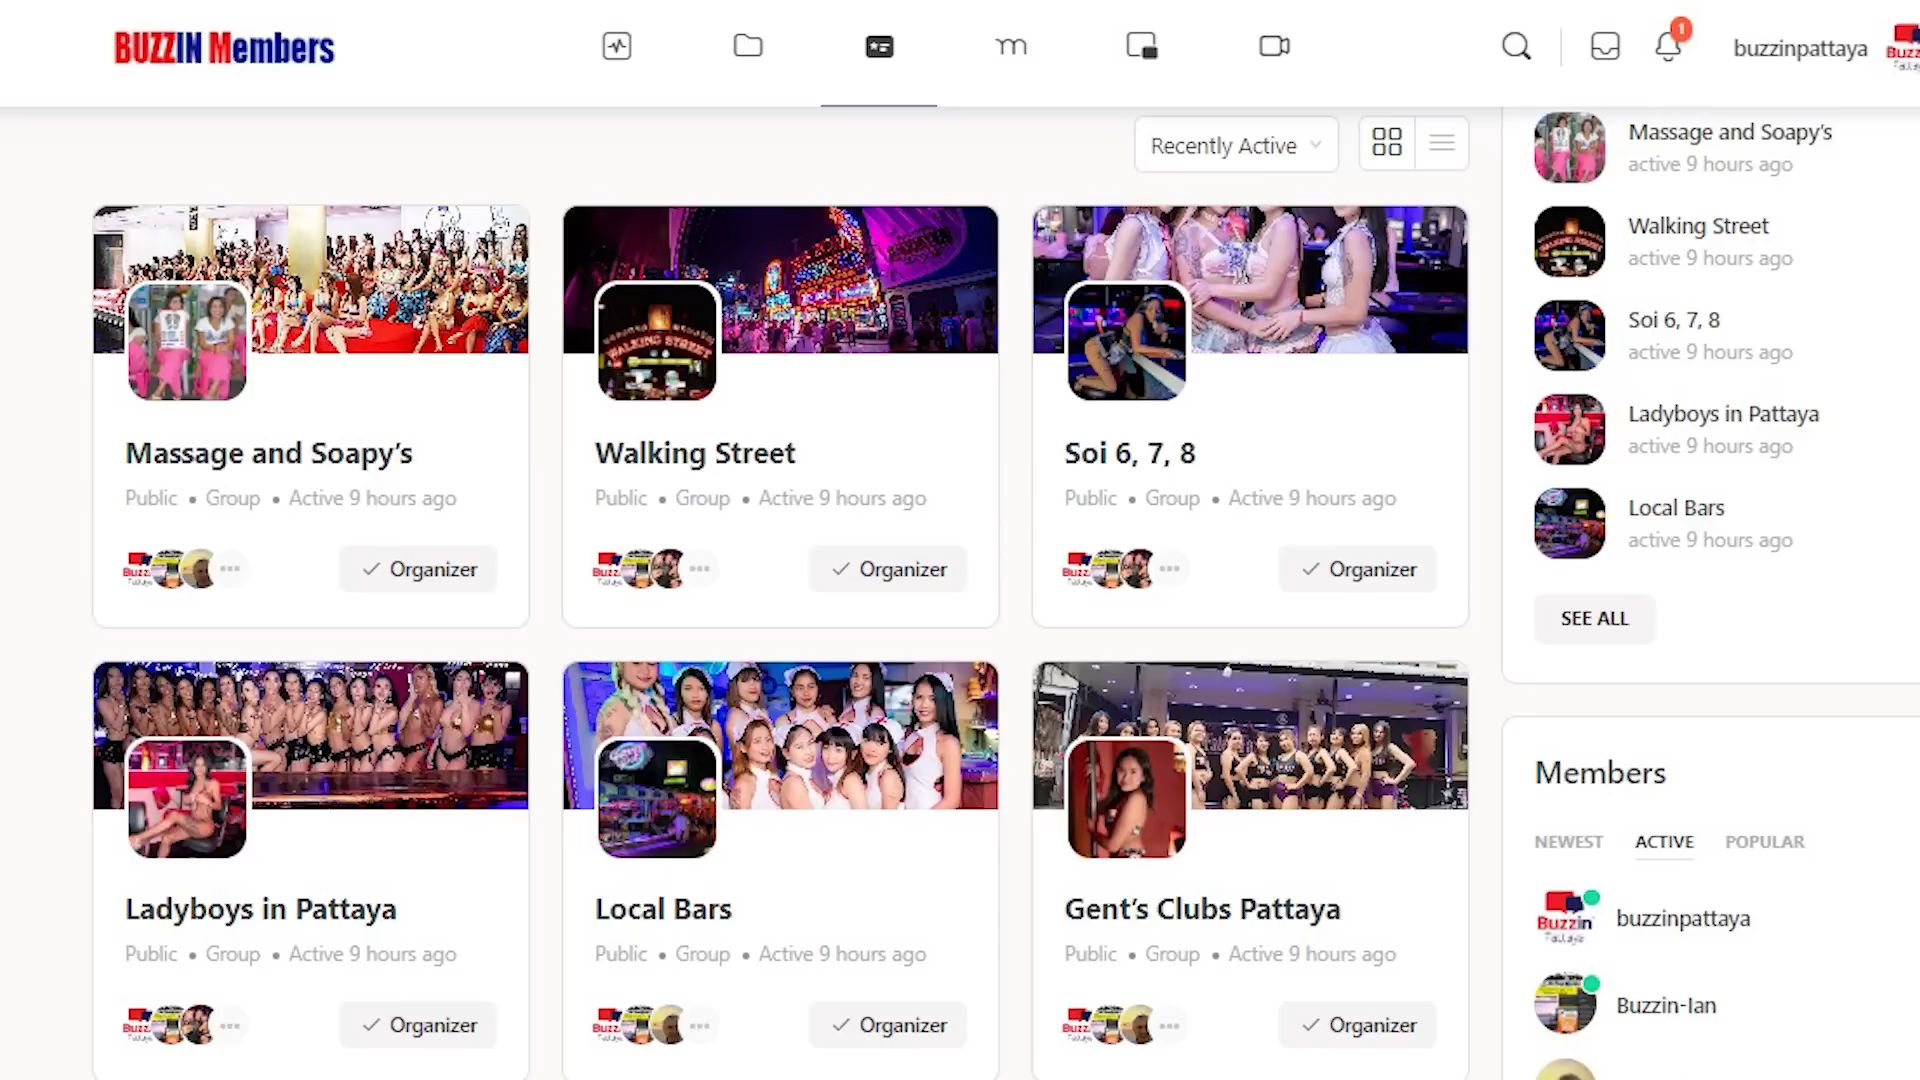 BUZZIN Members
1
buzzinpattaya
Recently Active
Massage and Soapy's
Public • Group • Active 9 hours ago
Organizer
WALKING STREET
Walking Street
Public • Group • Active 9 hours ago
Organizer
Soi 6, 7, 8
Public • Group • Active 9 hours ago
Organizer
Ladyboys in Pattaya
Public • Group • Active 9 hours ago
Organizer
Local Bars
Public • Group • Active 9 hours ago
Organizer
Gent's Clubs Pattaya
Public • Group • Active 9 hours ago
Organizer
Massage and Soapy's
active 9 hours ago
Walking Street
active 9 hours ago
Soi 6, 7, 8
active 9 hours ago
Ladyboys in Pattaya
active 9 hours ago
Local Bars
active 9 hours ago
SEE ALL
Members
NEWEST ACTIVE POPULAR
Buzzin
Pattaya
buzzinpattaya
Buzzin-Ian